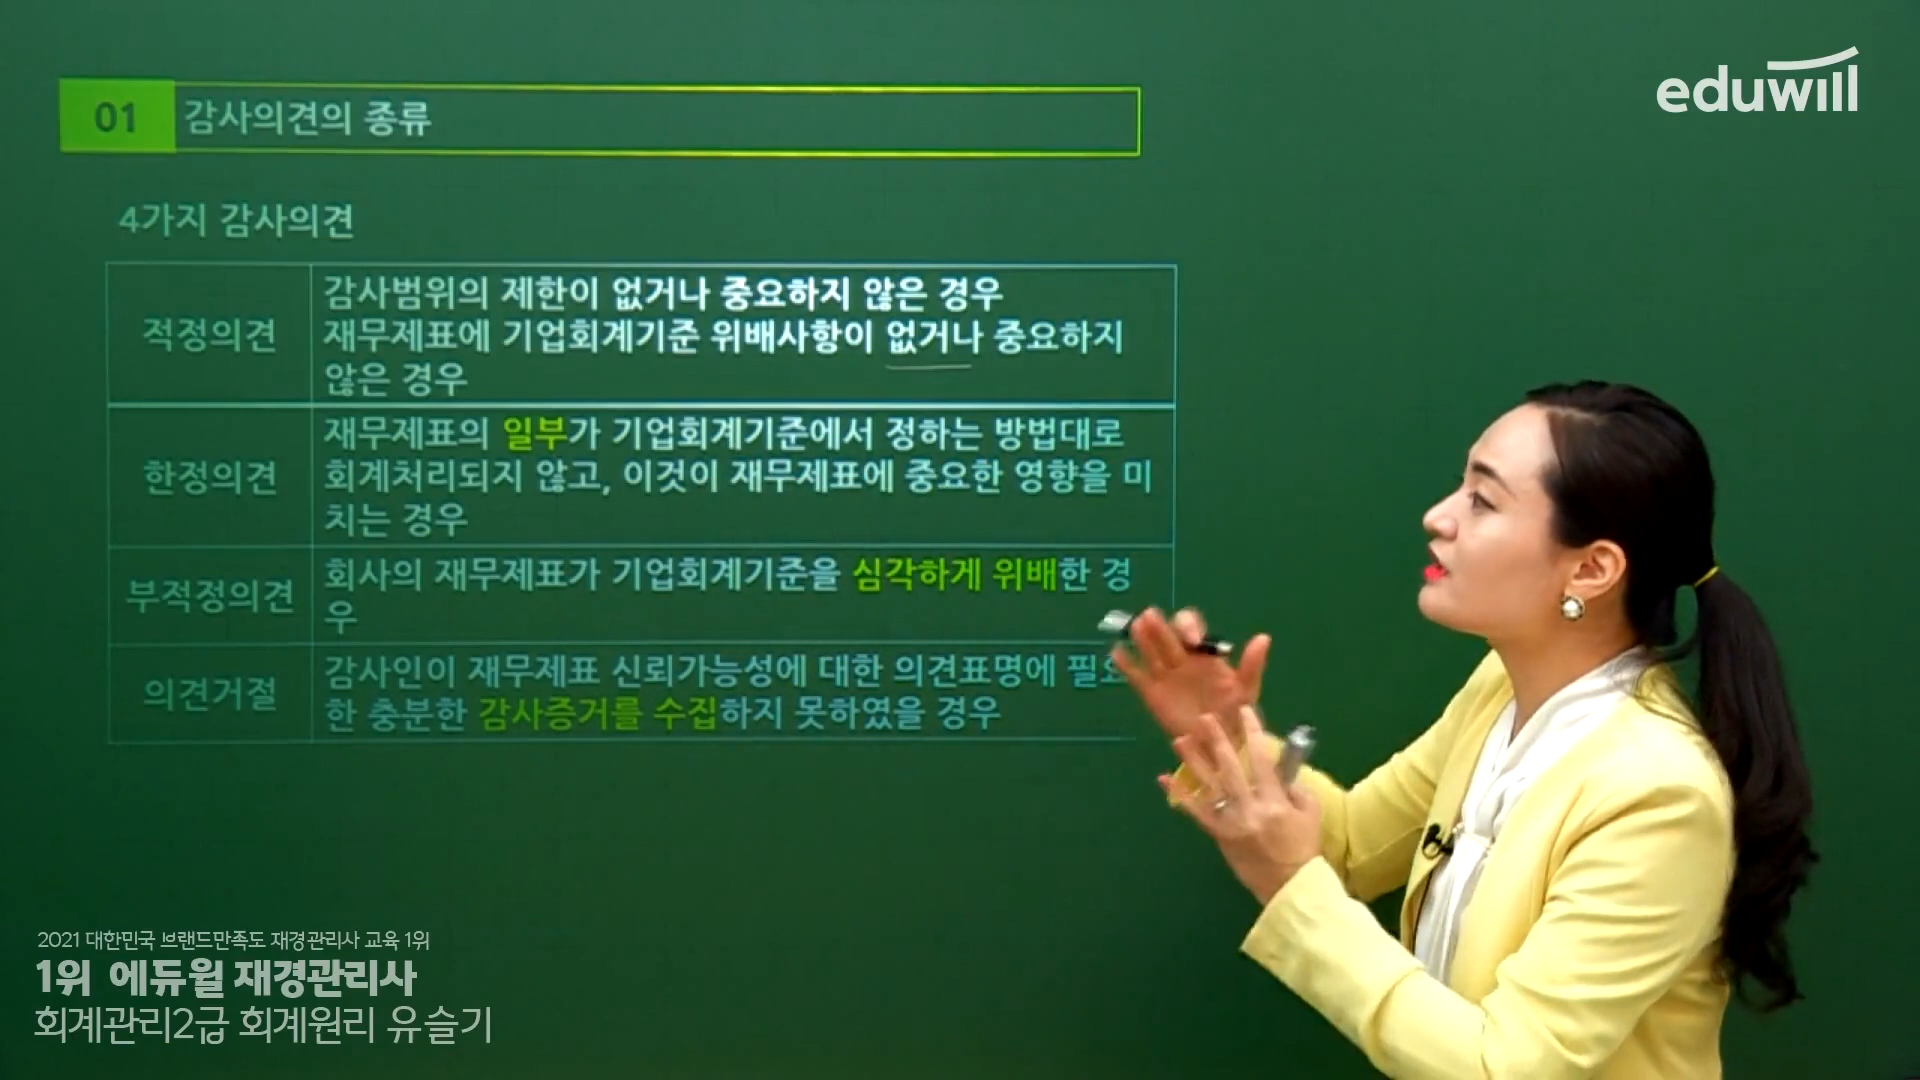 eduwill
01 감사의견의 종류
4가지 감사의견
적정의견
감사범위의 제한이 없거나 중요하지 않은 경우
재무제표에 기업회계기준 위배사항이 없거나 중요하지
않은 경우
한정의견
재무제표의 일부가 기업회계기준에서 정하는 방법대로
회계처리되지 않고, 이것이 재무제표에 중요한 영향을 미
치는 경우
부적정의견
회사의 재무제표가 기업회계기준을 심각하게 위배한 경
우
의견거절
감사인이 재무제표 신뢰가능성에 대한 의견표명에 필요
한 충분한 감사증거를 수집하지 못하였을 경우
2021 대한민국 브랜드만족도 재경관리사 교육 1위
1위 에듀윌 재경관리사
회계관리2급 회계원리 유슬기